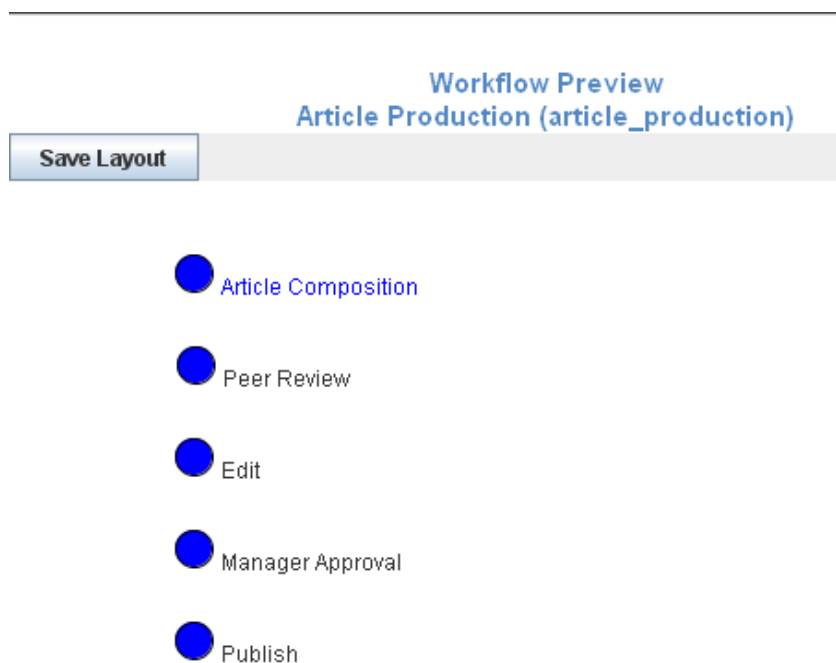 Workflow Preview
Article Production (article_production)
Save Layout
Article Composition
Peer Review
Edit
Manager Approval
Publish